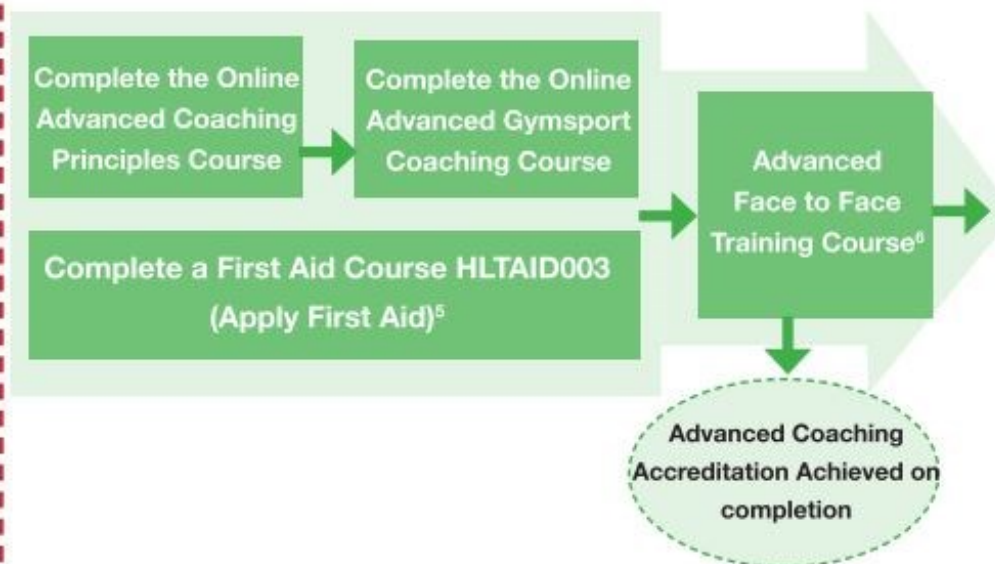 Complete the Online
Advanced Coaching
Principles Course
Complete the Online
Advanced Gymsport
Coaching Course
Complete a First Aid Course HLTAID003
(Apply First Aid)⁵
Advanced
Face to Face
Training Course⁶
Advanced Coaching
Accreditation Achieved on
completion